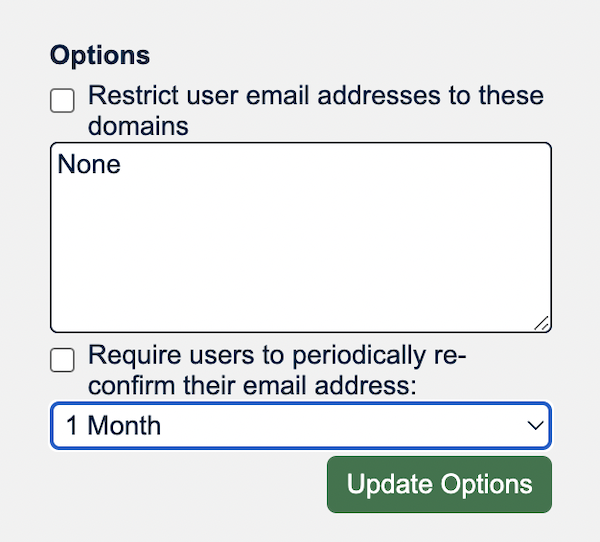 Options
Restrict user email addresses to these
domains
None
Require users to periodically re-
confirm their email address:
1 Month
Update Options